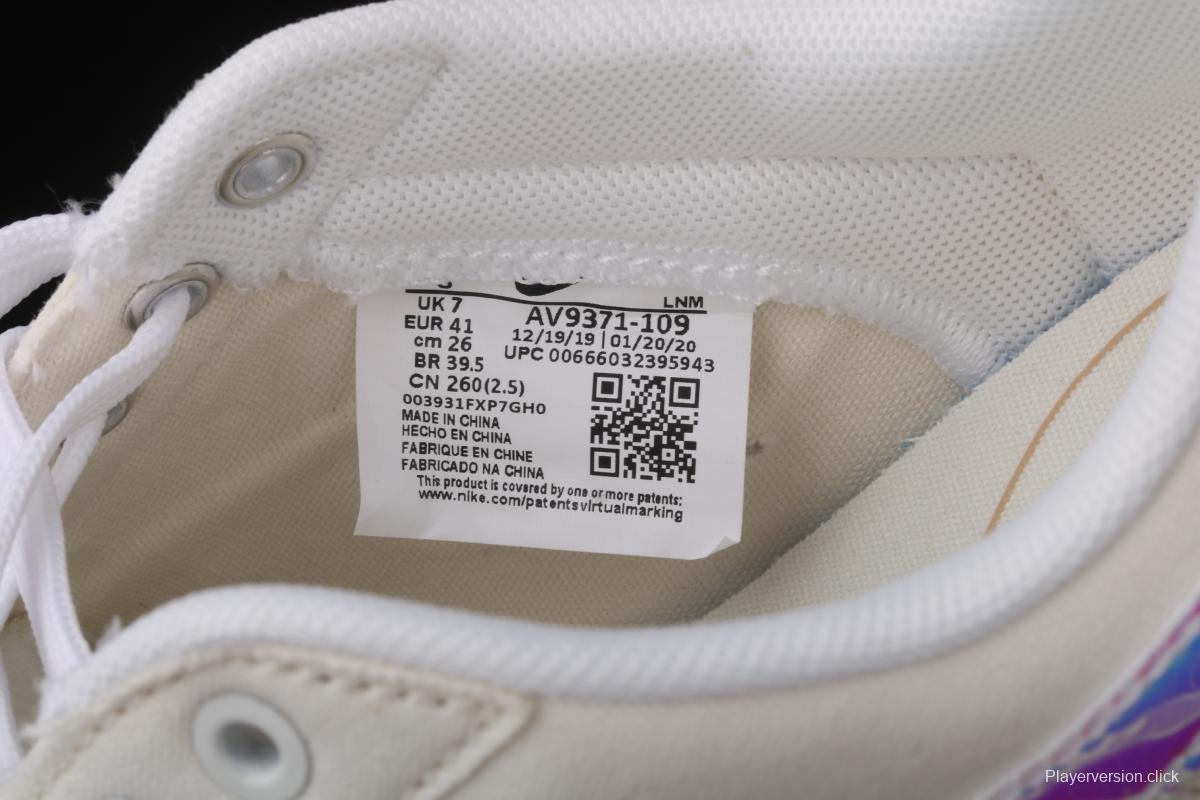 LNM
UK 7
AV9371-109
EUR 41
12/19/19 | 01/20/20
cm 26
UPC 00666032395943
BR 39.5
CN 260(2.5)
003931FXP7GH0
MADE IN CHINA
HECHO EN CHINA
FABRIQUE EN CHINE
FABRICADO NA CHINA
This product is covered by one or more patents:
www.nike.com/patentsvirtualmarking
Playerversion.click